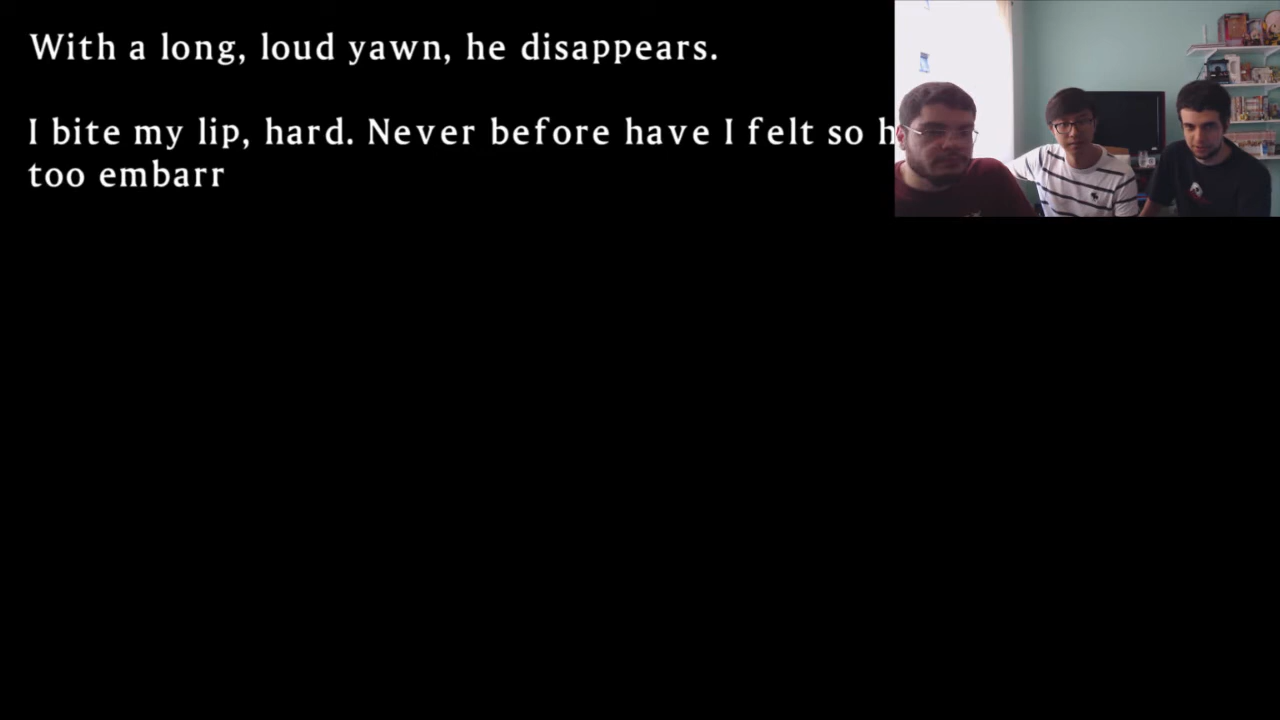 With a long, loud yawn, he disappears.
I bite my lip, hard. Never before have I felt so
too embarr